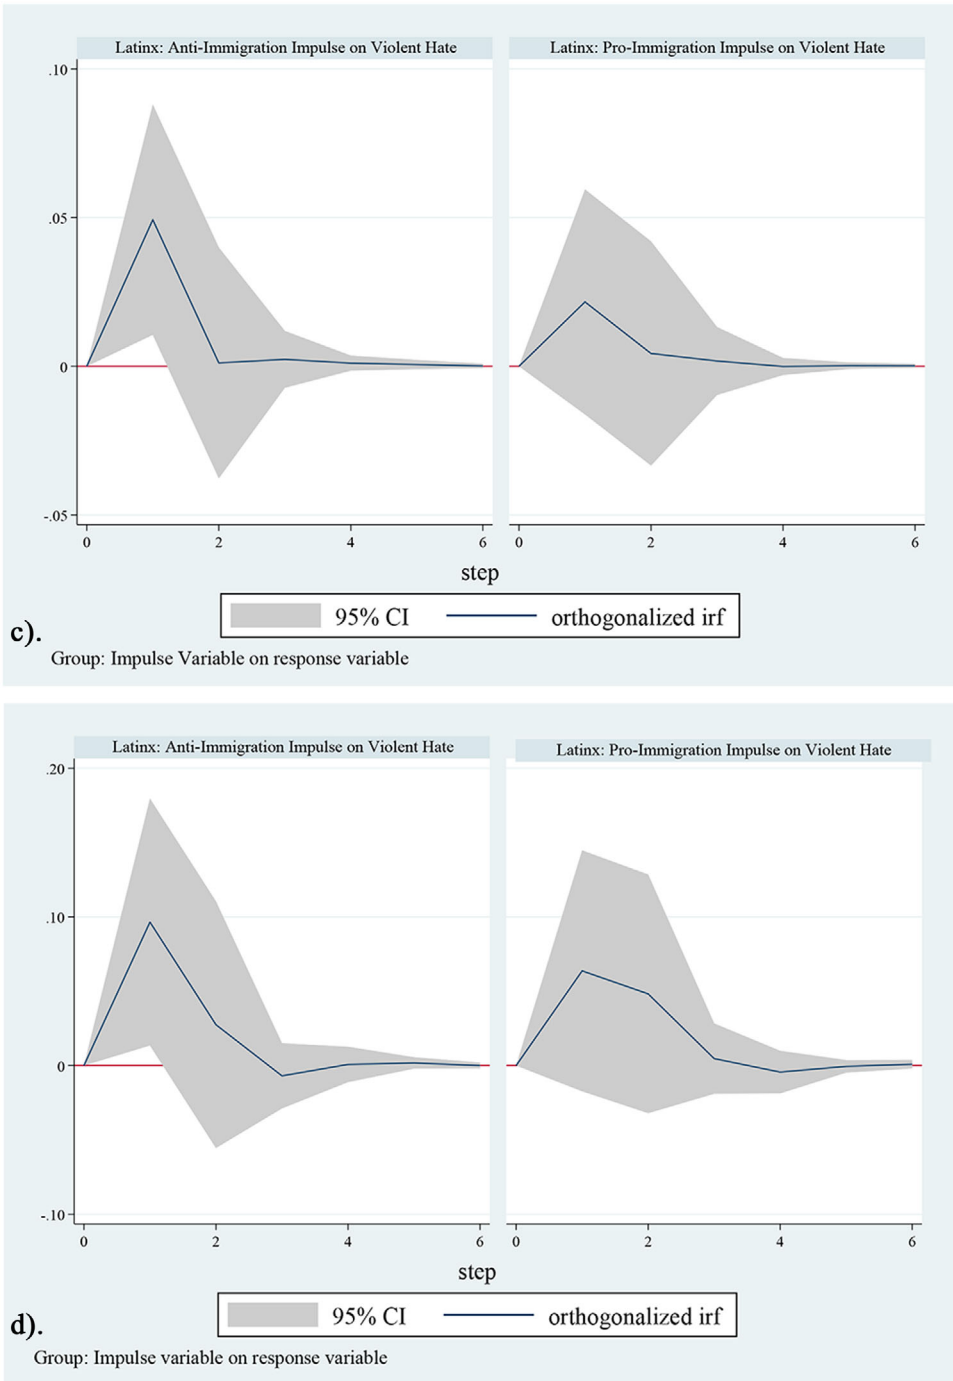 Latinx: Anti-Immigration Impulse on Violent Hate
Latinx: Pro-Immigration Impulse on Violent Hate
.10
.05
0
-.05
0 2 4 6
0 2 4 6
step
95% CI orthogonalized irf
c).
Group: Impulse Variable on response variable
Latinx: Anti-Immigration Impulse on Violent Hate
Latinx: Pro-Immigration Impulse on Violent Hate
.20
.10
0
-.10
0 2 4 6
0 2 4 6
step
95% CI orthogonalized irf
d).
Group: Impulse variable on response variable